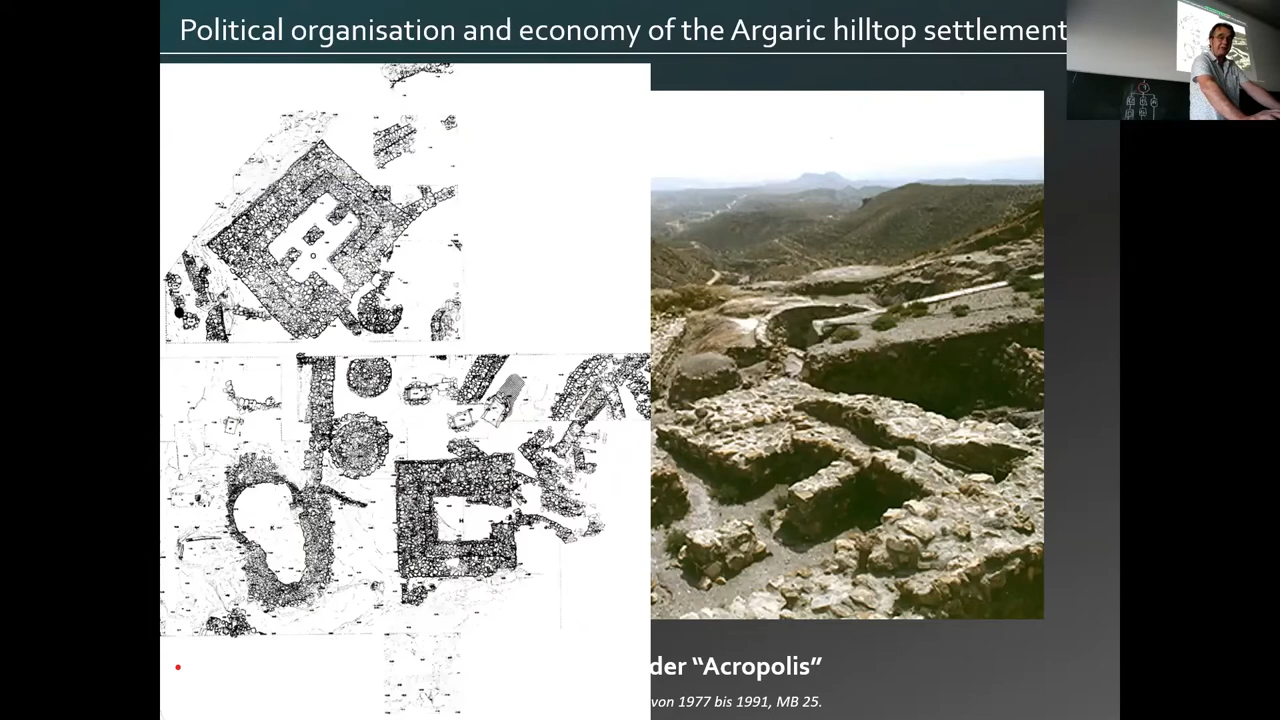 Political organisation and economy of the Argaric hilltop settlement
K
H
der “Acropolis”
von 1977 bis 1991, MB 25.